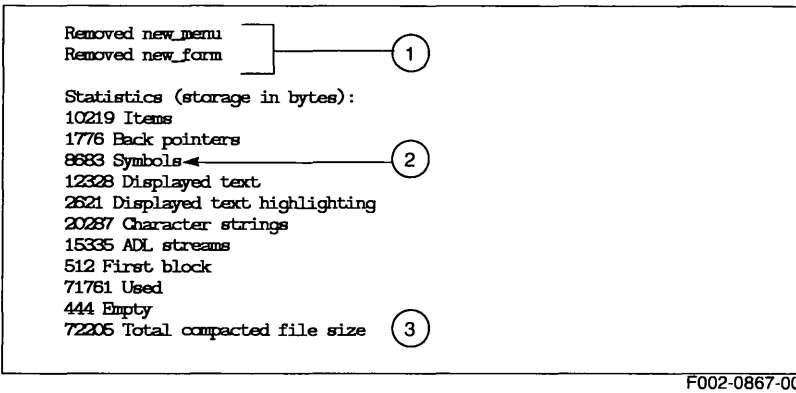 Removed new_menu
Removed new_form
1
Statistics (storage in bytes):
10219 Items
1776 Back pointers
8683 Symbols
2
12328 Displayed text
2621 Displayed text highlighting
20287 Character strings
15335 ADL streams
512 First block
71761 Used
444 Empty
72205 Total compacted file size
3
F002-0867-00